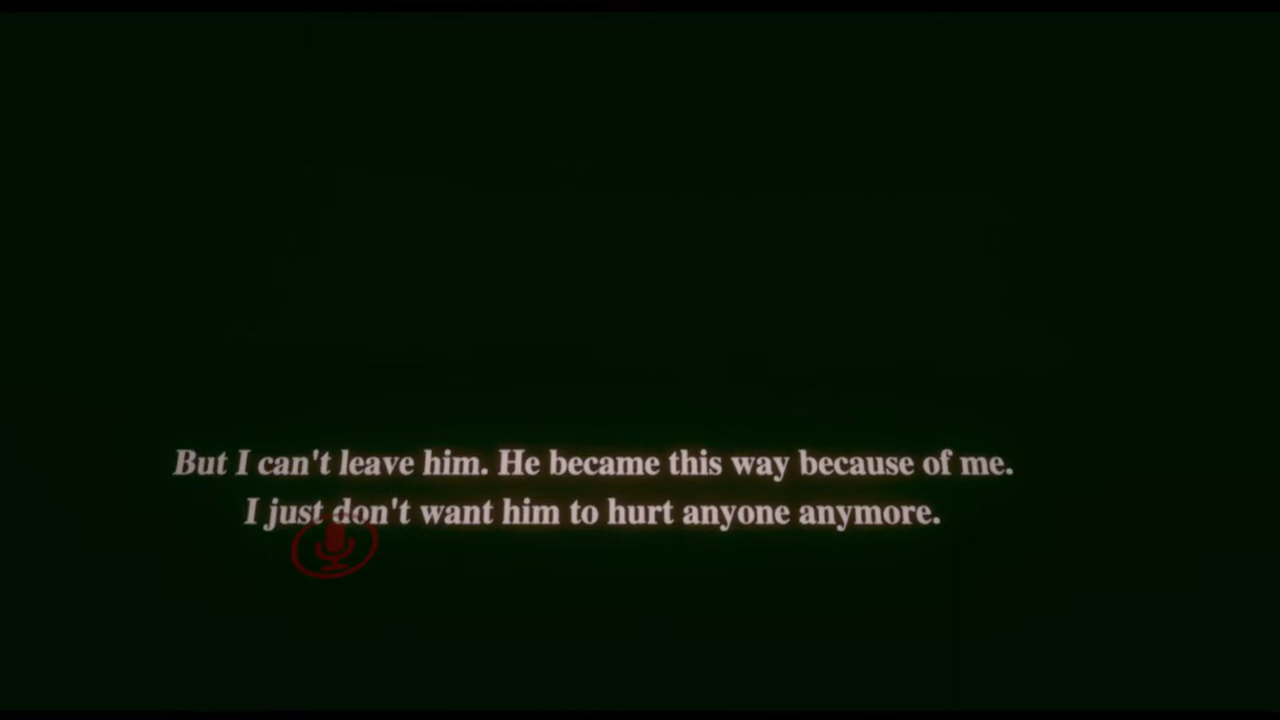 But I can't leave him. He became this way because of me.
I just don't want him to hurt anyone anymore.